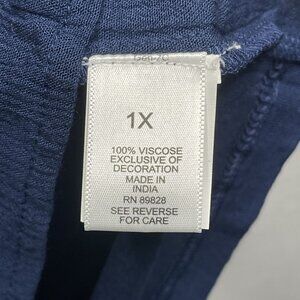 1X
100% VISCOSE
EXCLUSIVE OF
DECORATION
MADE IN
INDIA
RN 89828
SEE REVERSE
FOR CARE